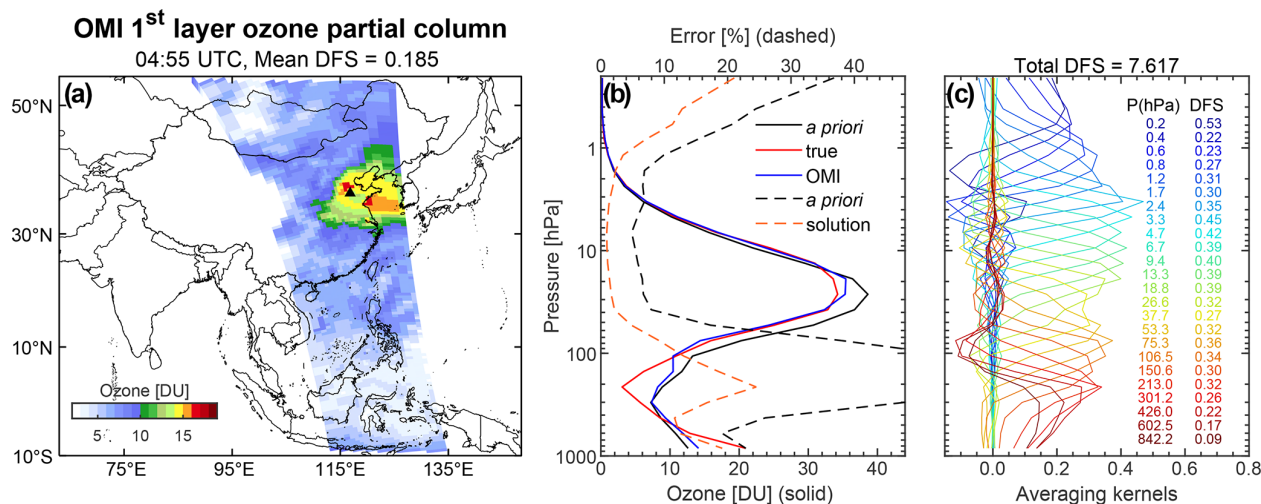 OMI 1st layer ozone partial column
04:55 UTC, Mean DFS = 0.185
(a)
50°N
30°N
10°N
10°S
75°E 95°E 115°E 135°E
Ozone [DU]
5 10 15
Error [%] (dashed)
0 10 20 30 40
(b)
a priori
true
OMI
a priori
solution
Pressure [hPa]
1
10
100
1000
0 10 20 30 40
Ozone [DU] (solid)
Total DFS = 7.617
(c)
P(hPa) DFS
0.2 0.53
0.4 0.22
0.6 0.23
0.8 0.27
1.2 0.31
1.7 0.30
2.4 0.35
3.3 0.45
4.7 0.42
6.7 0.39
9.4 0.40
13.3 0.39
18.8 0.39
26.6 0.32
37.7 0.27
53.3 0.36
75.3 0.36
106.5 0.34
150.6 0.30
213.0 0.32
301.2 0.26
426.0 0.22
602.5 0.17
842.2 0.09
0.0 0.2 0.4 0.6 0.8
Averaging kernels